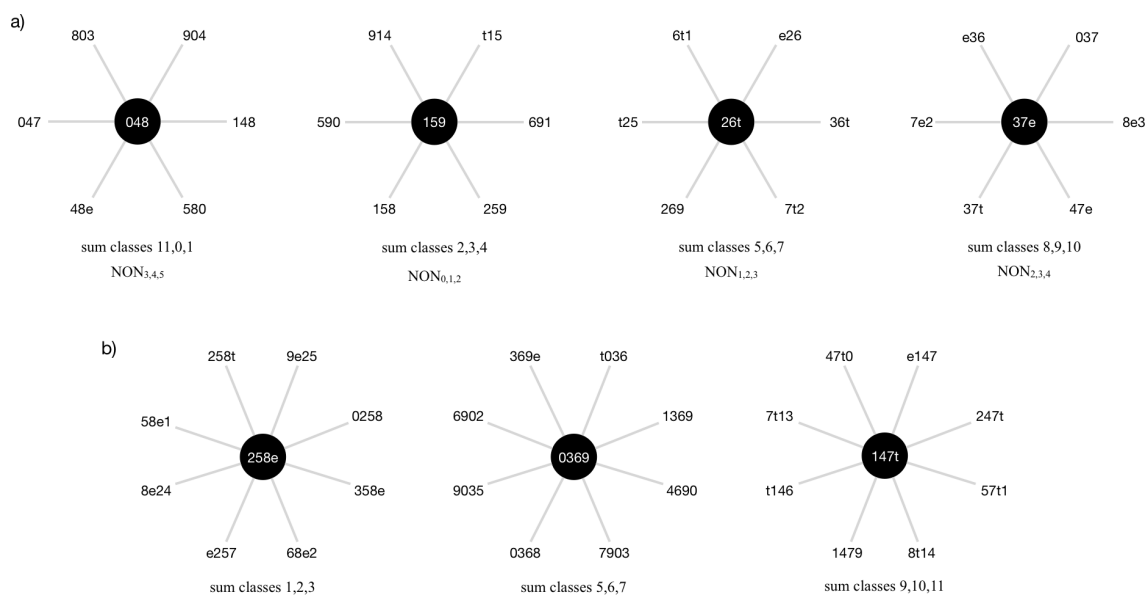 a)
803 904
047 048 148
48e 580
sum classes 11,0,1
NON3,4,5
914 t15
590 159 691
158 259
sum classes 2,3,4
NON0,1,2
6t1 e26
t25 26t 36t
269 7t2
sum classes 5,6,7
NON1,2,3
e36 037
7e2 37e 8e3
37t 47e
sum classes 8,9,10
NON2,3,4
b)
258t 9e25
58e1 0258
258e
8e24 358e
e257 68e2
sum classes 1,2,3
369e t036
6902 1369
0369
9035 4690
0368 7903
sum classes 5,6,7
47t0 e147
7t13 247t
147t
t146 57t1
1479 8t14
sum classes 9,10,11